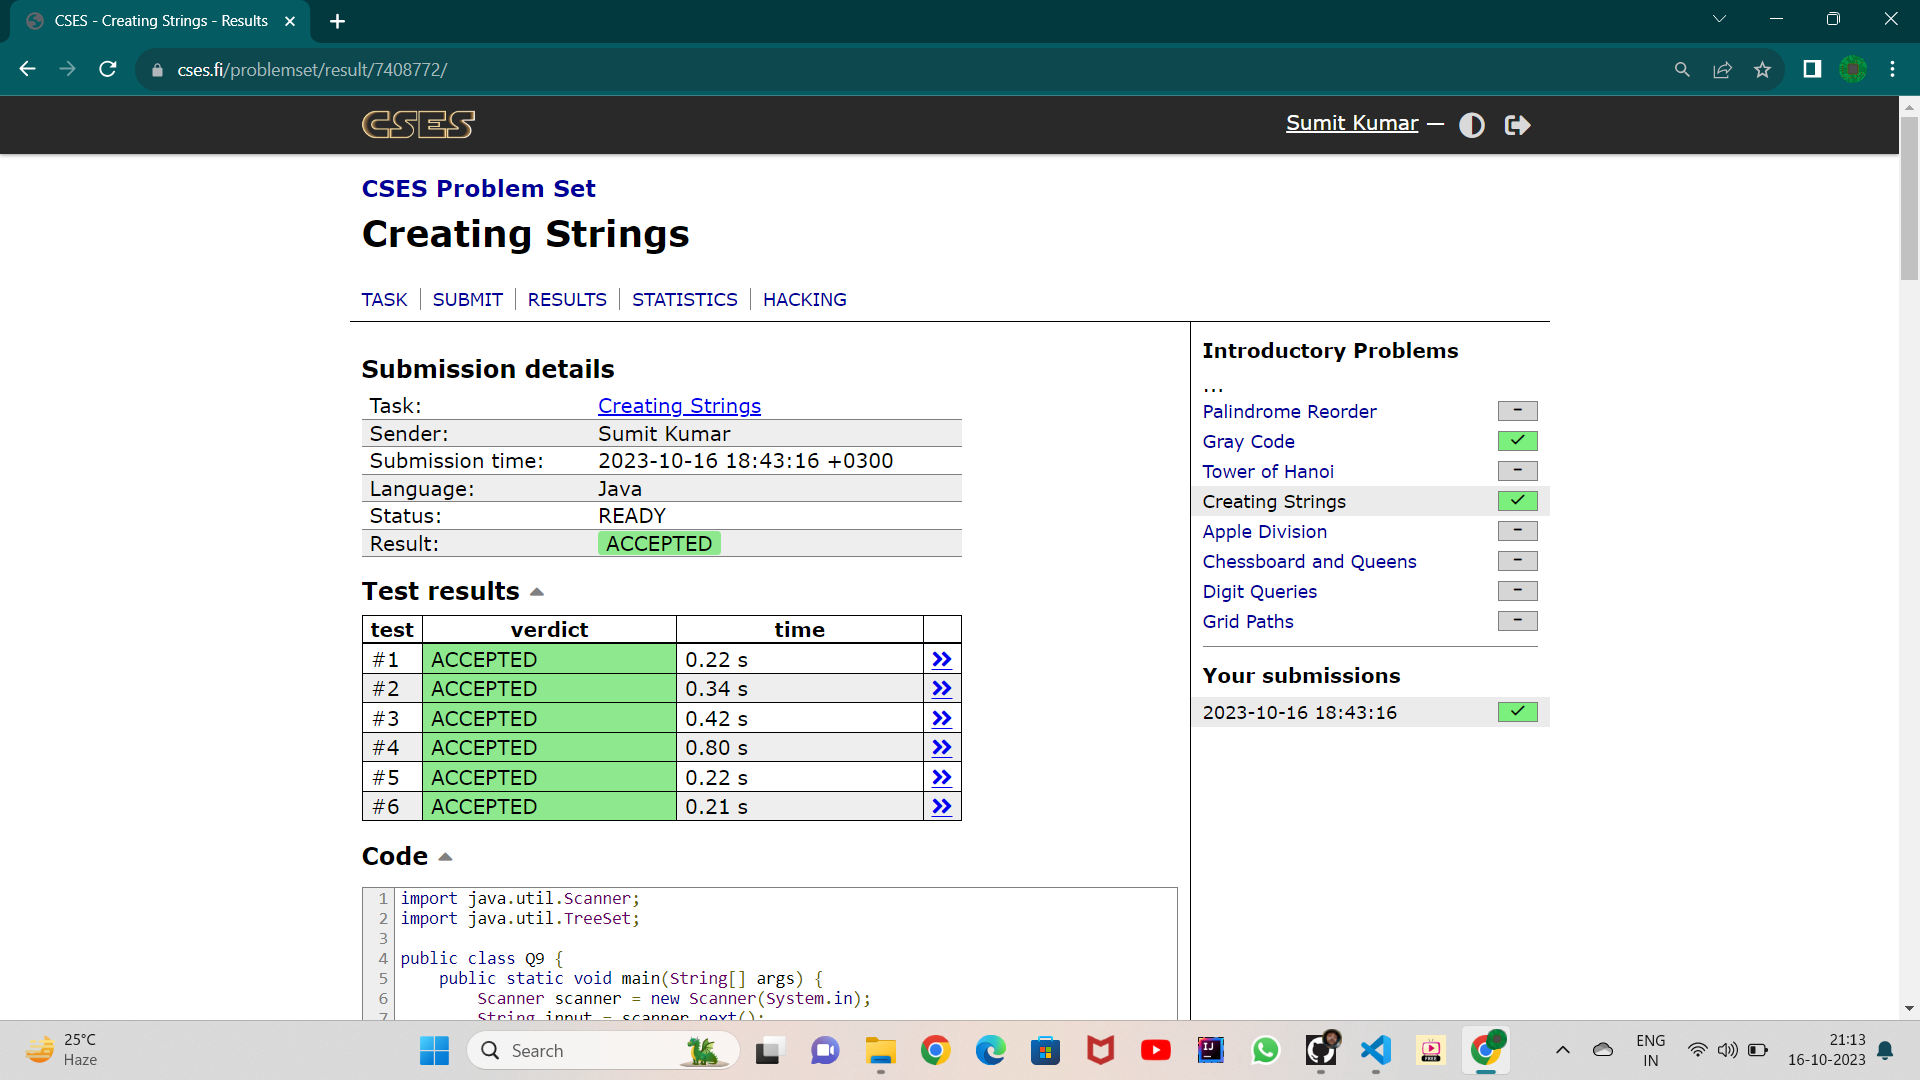 CSES - Creating Strings - Results
cses.fi/problemset/result/7408772/
CSES
Sumit Kumar —
CSES Problem Set
Creating Strings
TASK SUBMIT RESULTS STATISTICS HACKING
Submission details
Task: Creating Strings
Sender: Sumit Kumar
Submission time: 2023-10-16 18:43:16 +0300
Language: Java
Status: READY
Result: ACCEPTED
Test results
test verdict time
#1 ACCEPTED 0.22 s »
#2 ACCEPTED 0.34 s »
#3 ACCEPTED 0.42 s »
#4 ACCEPTED 0.80 s »
#5 ACCEPTED 0.22 s »
#6 ACCEPTED 0.21 s »
Code
1 import java.util.Scanner;
2 import java.util.TreeSet;
3
4 public class Q9 {
5 public static void main(String[] args) {
6 Scanner scanner = new Scanner(System.in);
7 String input = scanner.next();
Introductory Problems
...
Palindrome Reorder -
Gray Code ✓
Tower of Hanoi -
Creating Strings ✓
Apple Division -
Chessboard and Queens -
Digit Queries -
Grid Paths -
Your submissions
2023-10-16 18:43:16 ✓
25°C
Haze
Search
ENG
IN
21:13
16-10-2023